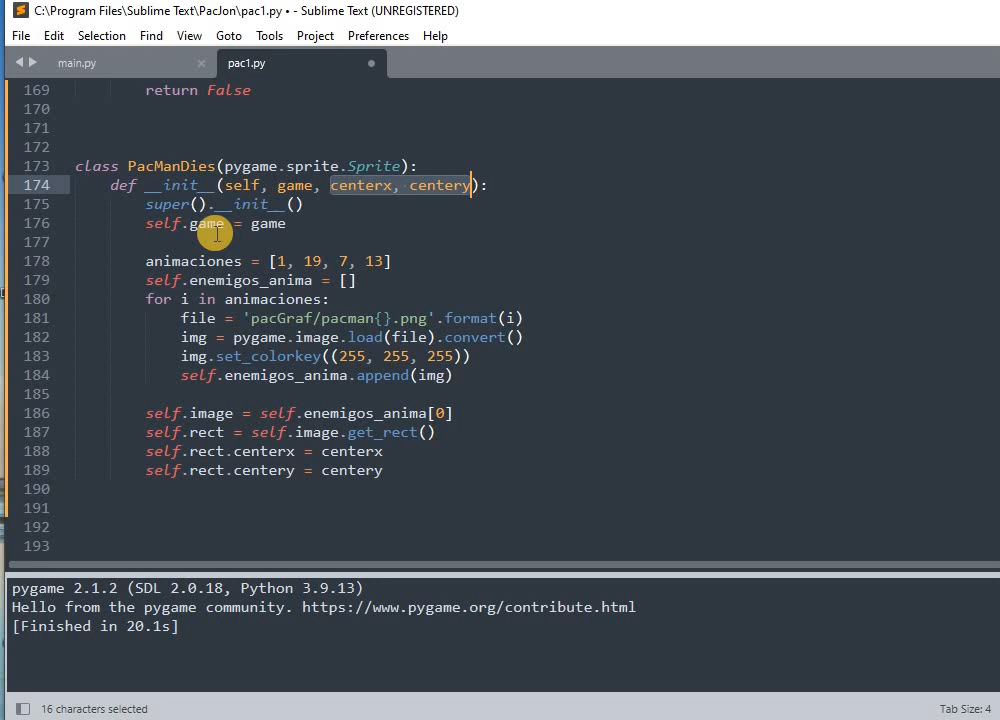 C:\Program Files\Sublime Text\PacJon\pac1.py • - Sublime Text (UNREGISTERED)
File Edit Selection Find View Goto Tools Project Preferences Help
main.py × pac1.py
169 return False
170
171
172
173 class PacManDies(pygame.sprite.Sprite):
174 def __init__(self, game, centerx, centery):
175 super().__init__()
176 self.game = game
177
178 animaciones = [1, 19, 7, 13]
179 self.enemigos_anima = []
180 for i in animaciones:
181 file = 'pacGraf/pacman{}.png'.format(i)
182 img = pygame.image.load(file).convert()
183 img.set_colorkey((255, 255, 255))
184 self.enemigos_anima.append(img)
185
186 self.image = self.enemigos_anima[0]
187 self.rect = self.image.get_rect()
188 self.rect.centerx = centerx
189 self.rect.centery = centery
190
191
192
193
pygame 2.1.2 (SDL 2.0.18, Python 3.9.13)
Hello from the pygame community. https://www.pygame.org/contribute.html
[Finished in 20.1s]
16 characters selected Tab Size: 4